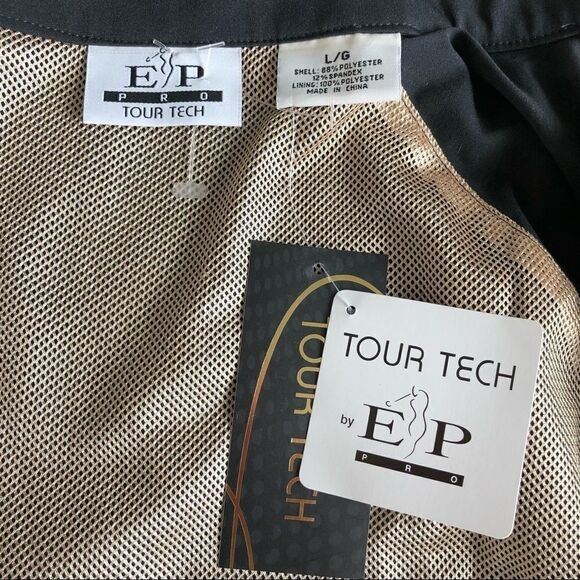 EP
PRO
TOUR TECH
L/G
SHELL: 88% POLYESTER
12% SPANDEX
LINING: 100% POLYESTER
MADE IN CHINA
TOUR TECH
TOUR TECH
by EP
PRO